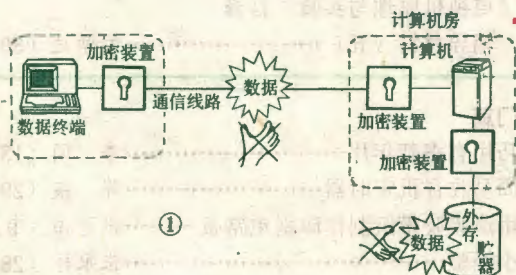 计算机房
加密装置
计算机
数据
通信线路
数据终端
加密装置
加密装置
①
外存
数据
贮器